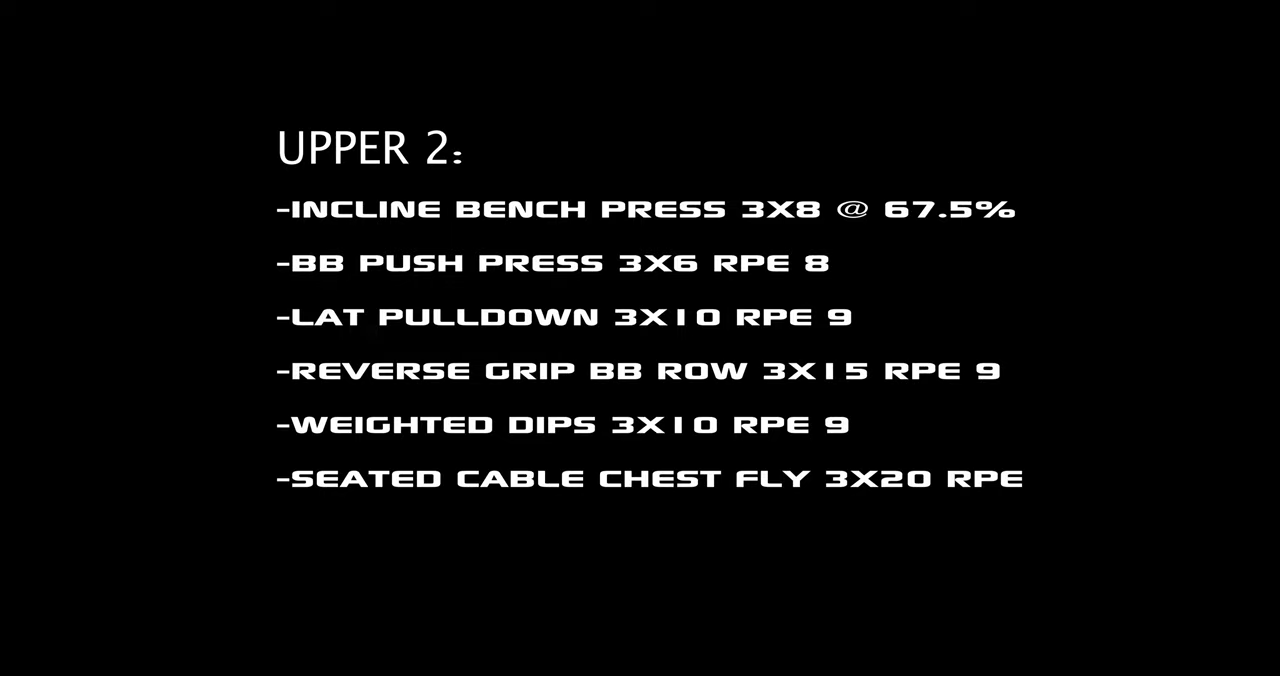 UPPER 2:
-INCLINE BENCH PRESS 3X8 @ 67.5%
-BB PUSH PRESS 3X6 RPE 8
-LAT PULLDOWN 3X10 RPE 9
-REVERSE GRIP BB ROW 3X15 RPE 9
-WEIGHTED DIPS 3X10 RPE 9
-SEATED CABLE CHEST FLY 3X20 RPE